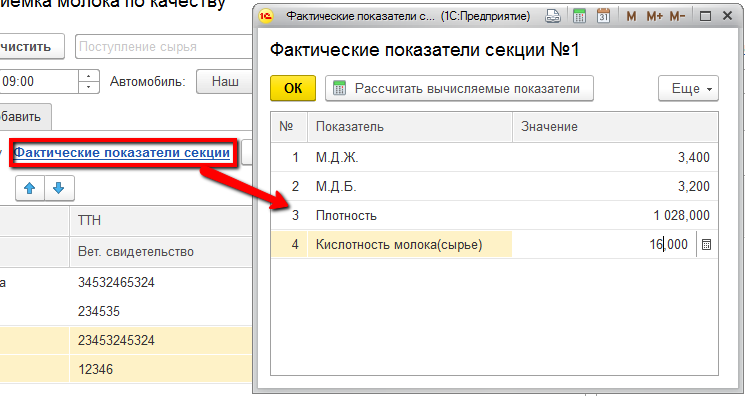 иемка молока по качеству
чистить
Поступление сырья
09:00
Автомобиль:
Наш
бавить
Фактические показатели секции
ТТН
Вет. свидетельство
а
34532465324
234535
23453245324
12346
1С
Фактические показатели с... (1С:Предприятие)
31
M M+ M-
Фактические показатели секции №1
ОК
Рассчитать вычисляемые показатели
Еще
№ Показатель Значение
1 М.Д.Ж. 3,400
2 М.Д.Б. 3,200
3 Плотность 1 028,000
4 Кислотность молока(сырье) 16,000